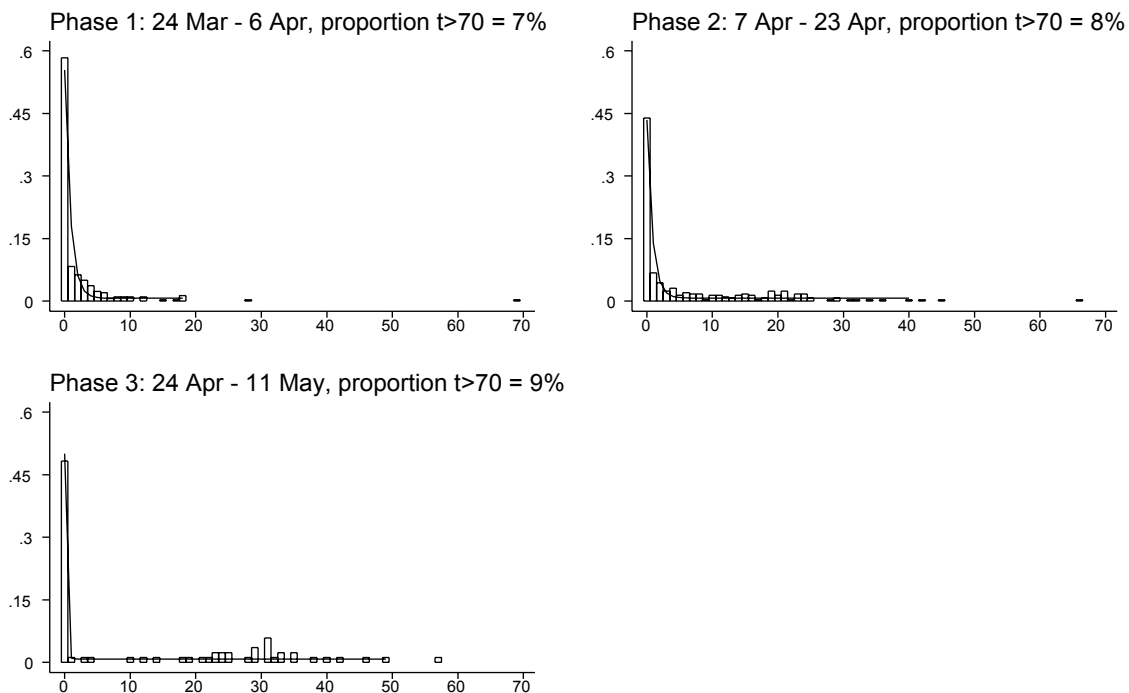 Phase 1: 24 Mar - 6 Apr, proportion t>70 = 7%
.6
.45
.3
.15
0
0 10 20 30 40 50 60 70
Phase 2: 7 Apr - 23 Apr, proportion t>70 = 8%
.6
.45
.3
.15
0
0 10 20 30 40 50 60 70
Phase 3: 24 Apr - 11 May, proportion t>70 = 9%
.6
.45
.3
.15
0
0 10 20 30 40 50 60 70